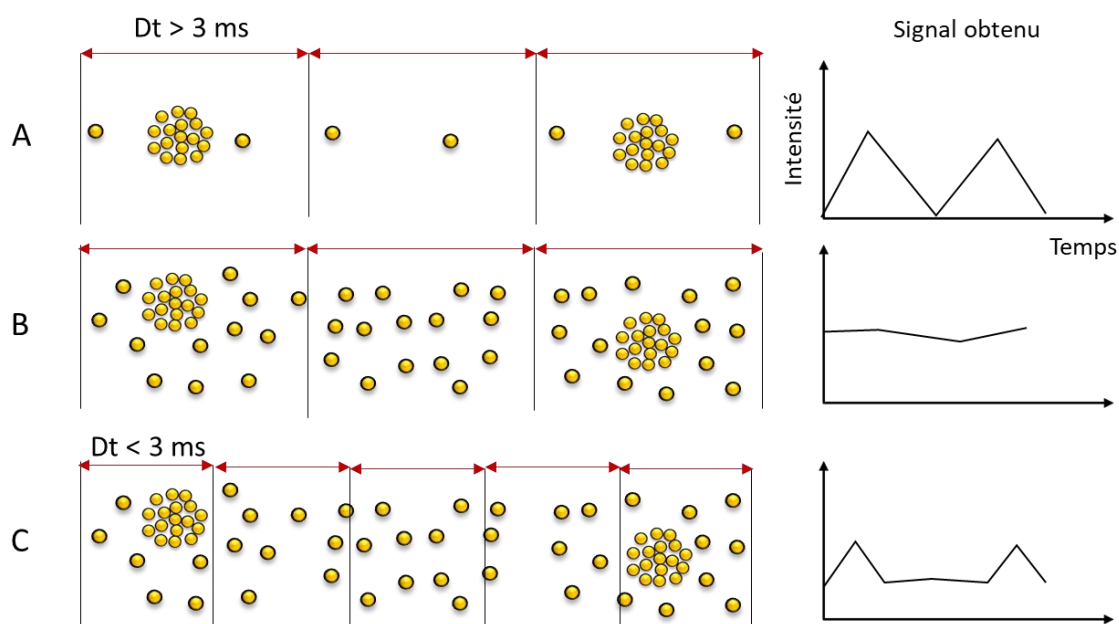 Dt > 3 ms
Signal obtenu
A
Intensité
Temps
B
Dt < 3 ms
C